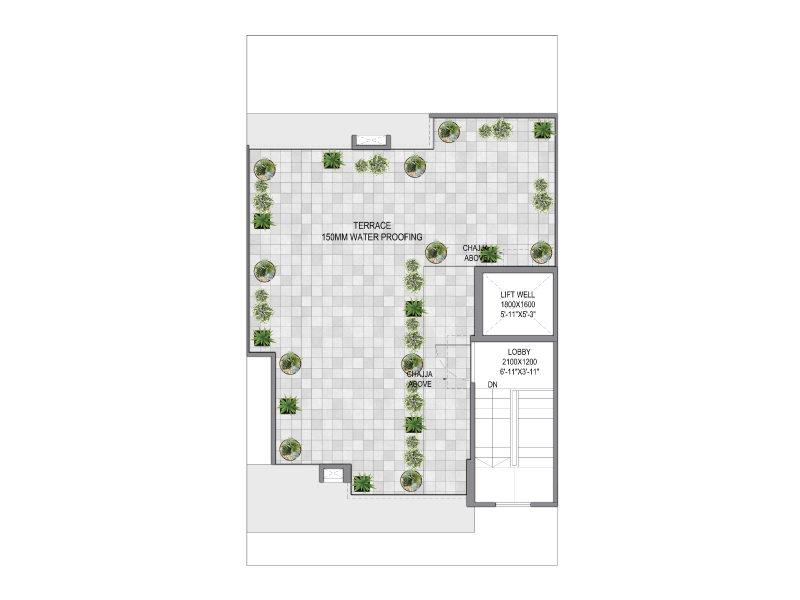 TERRACE
150MM WATER PROOFING
CHAJJA
ABOVE
LIFT WELL
1800X1600
5'-11"X5'-3"
LOBBY
2100X1200
6'-11"X3'-11"
CHAJJA
ABOVE
DN